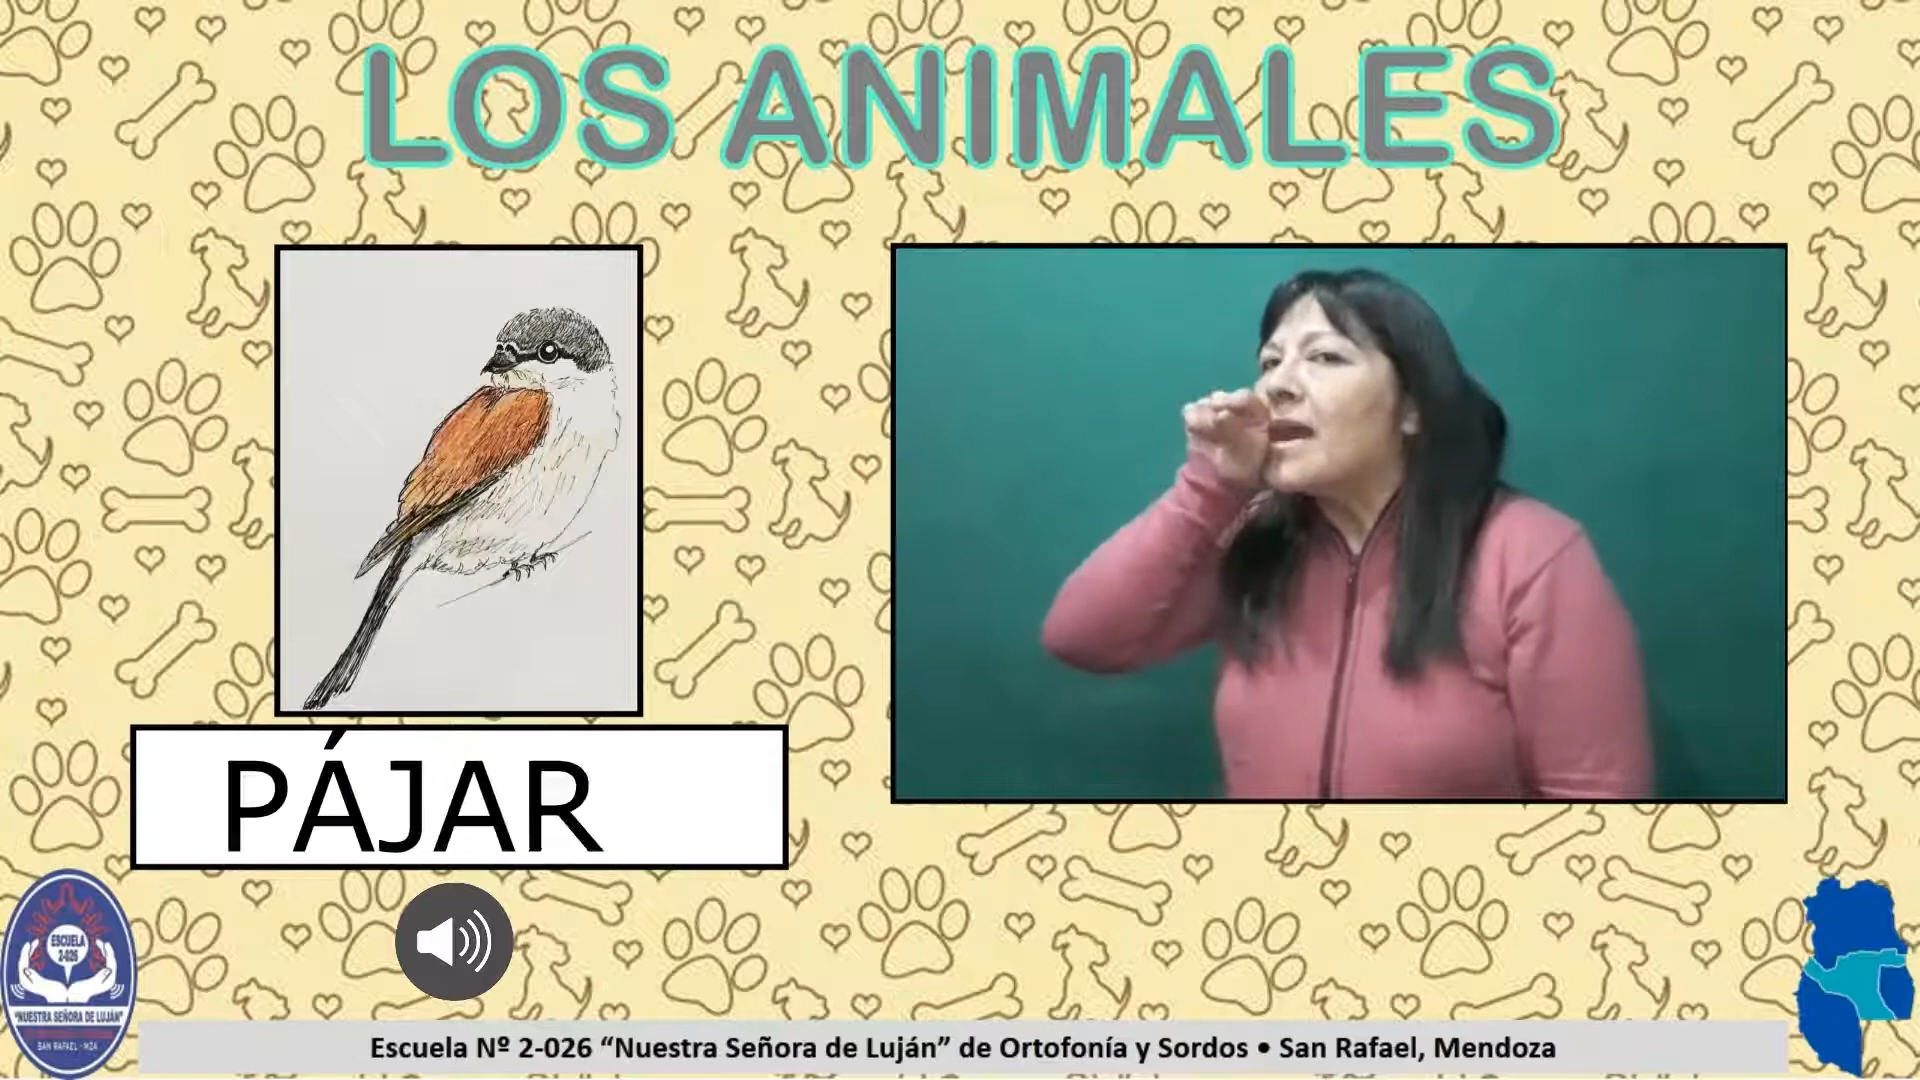 LOS ANIMALES
PÁJAR
ESCUELA
2-026
"NUESTRA SEÑORA DE LUJÁN"
SAN RAFAEL - MZA
Escuela Nº 2-026 “Nuestra Señora de Luján” de Ortofonía y Sordos • San Rafael, Mendoza